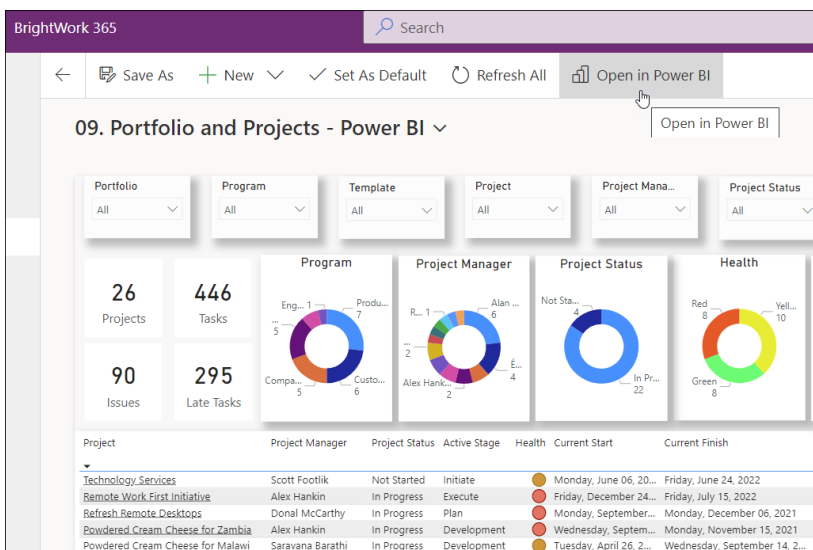 BrightWork 365
Search
Save As
New
Set As Default
Refresh All
Open in Power BI
Open in Power BI
09. Portfolio and Projects - Power BI
Portfolio Program Template Project Project Mana... Project Status
All All All All All All
26
Projects
446
Tasks
90
Issues
295
Late Tasks
Program
Eng... 1
Produ... 7
... 5
Compa... 5
Custo... 6
Project Manager
R... 1
Alan ... 6
... 2
É... 4
Alex Hank... 2
Project Status
Not Sta... 4
In Pr... 22
Health
Red 8
Yell... 10
Green 8
Project Project Manager Project Status Active Stage Health Current Start Current Finish
Technology Services Scott Footlik Not Started Initiate Monday, June 06, 20... Friday, June 24, 2022
Remote Work First Initiative Alex Hankin In Progress Execute Friday, December 24... Friday, July 15, 2022
Refresh Remote Desktops Donal McCarthy In Progress Plan Monday, September... Monday, December 06, 2021
Powdered Cream Cheese for Zambia Alex Hankin In Progress Development Wednesday, Septem... Monday, November 15, 2021
Powdered Cream Cheese for Malawi Saravana Barathi In Progress Development Tuesday, April 26, 2... Wednesday, September 14, 2...